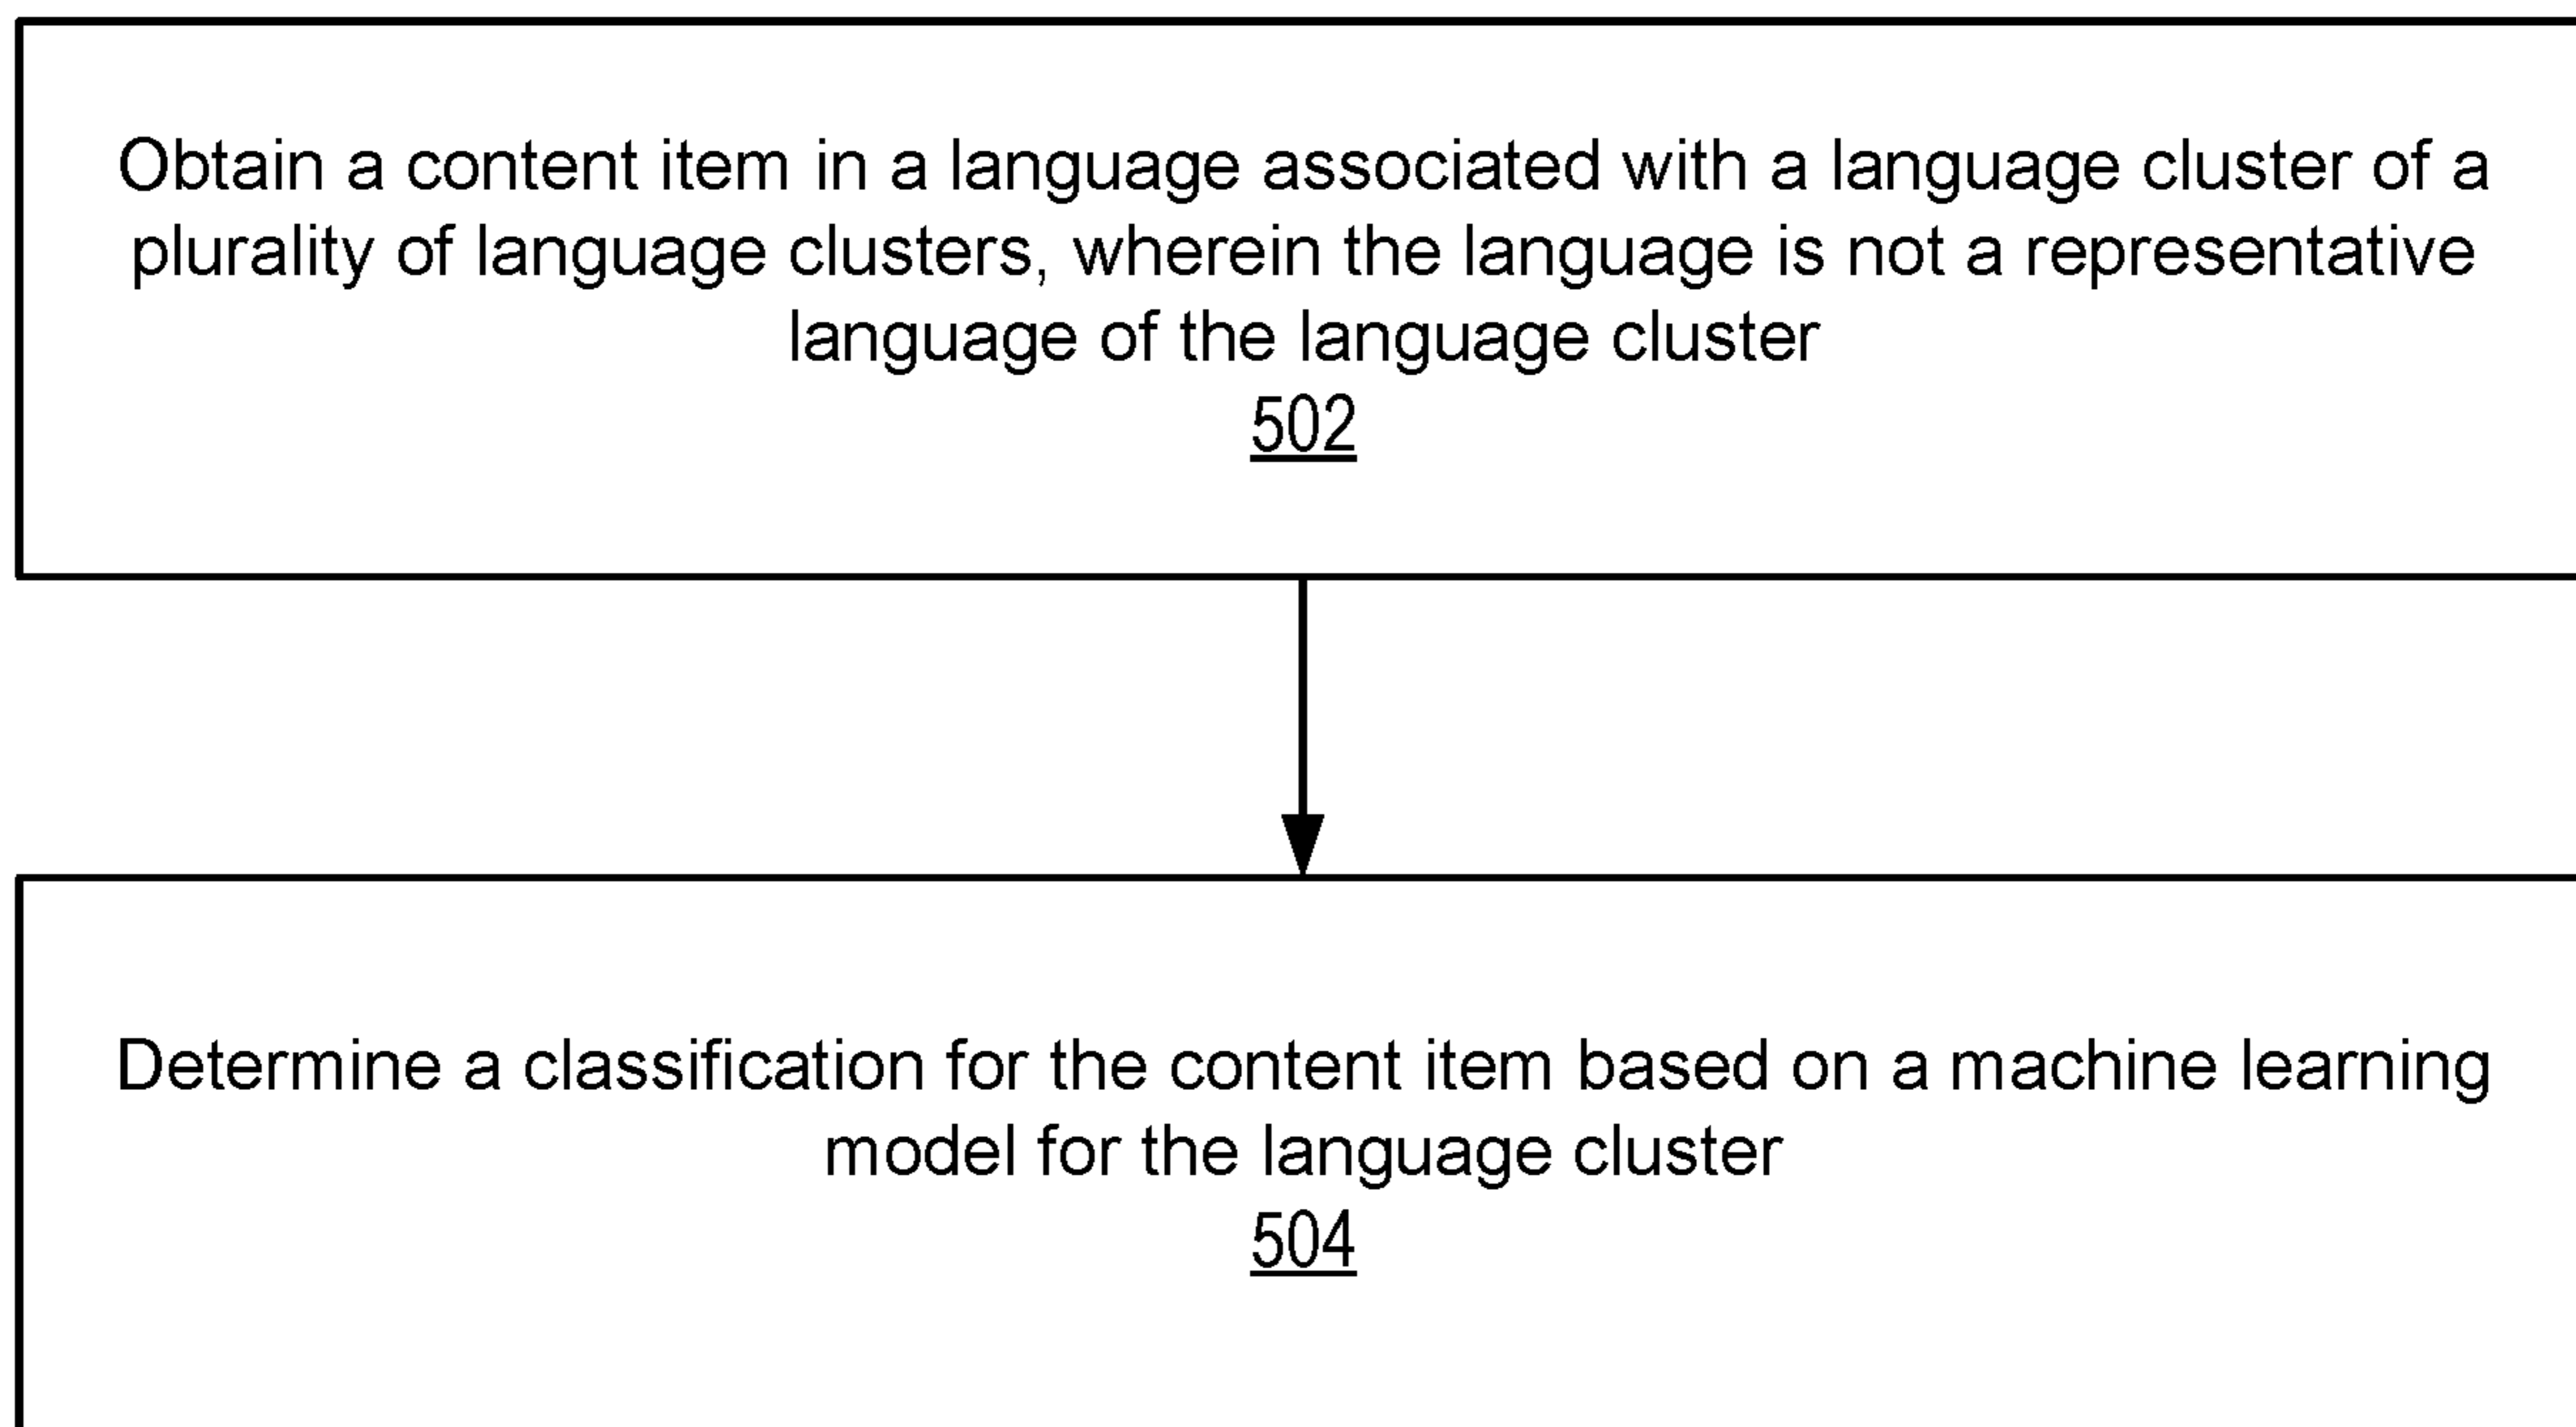 Obtain a content item in a language associated with a language cluster of a
plurality of language clusters, wherein the language is not a representative
language of the language cluster
502
Determine a classification for the content item based on a machine learning
model for the language cluster
504